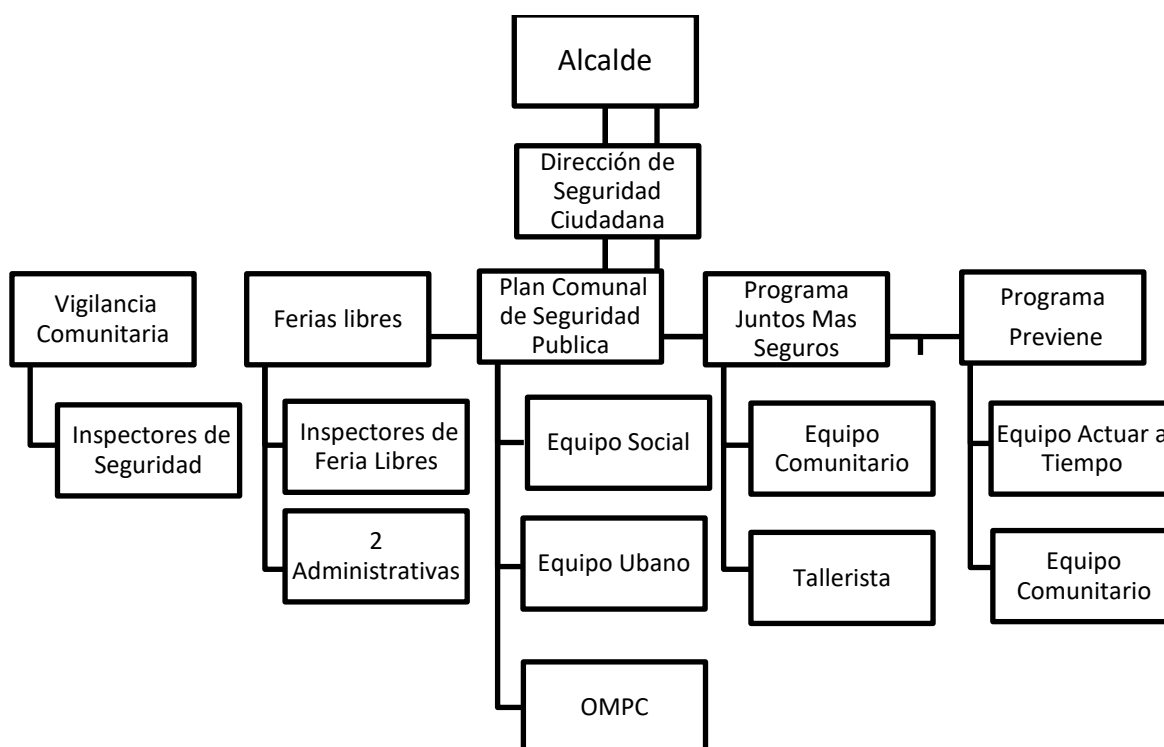 Alcalde
Dirección de
Seguridad
Ciudadana
Vigilancia
Comunitaria
Ferias libres
Plan Comunal
de Seguridad
Publica
Programa
Juntos Mas
Seguros
Programa
Previene
Inspectores de
Seguridad
Inspectores de
Feria Libres
2
Administrativas
Equipo Social
Equipo Ubano
OMPC
Equipo
Comunitario
Tallerista
Equipo Actuar a
Tiempo
Equipo
Comunitario